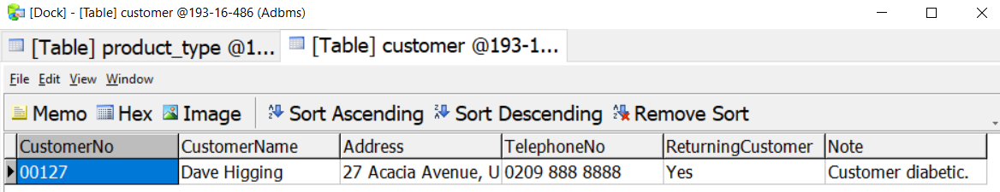 [Dock] - [Table] customer @193-16-486 (Adbms)
[Table] product_type @1... [Table] customer @193-1...
File Edit View Window
Memo Hex Image Sort Ascending Sort Descending Remove Sort
CustomerNo CustomerName Address TelephoneNo ReturningCustomer Note
00127 Dave Higging 27 Acacia Avenue, U 0209 888 8888 Yes Customer diabetic.